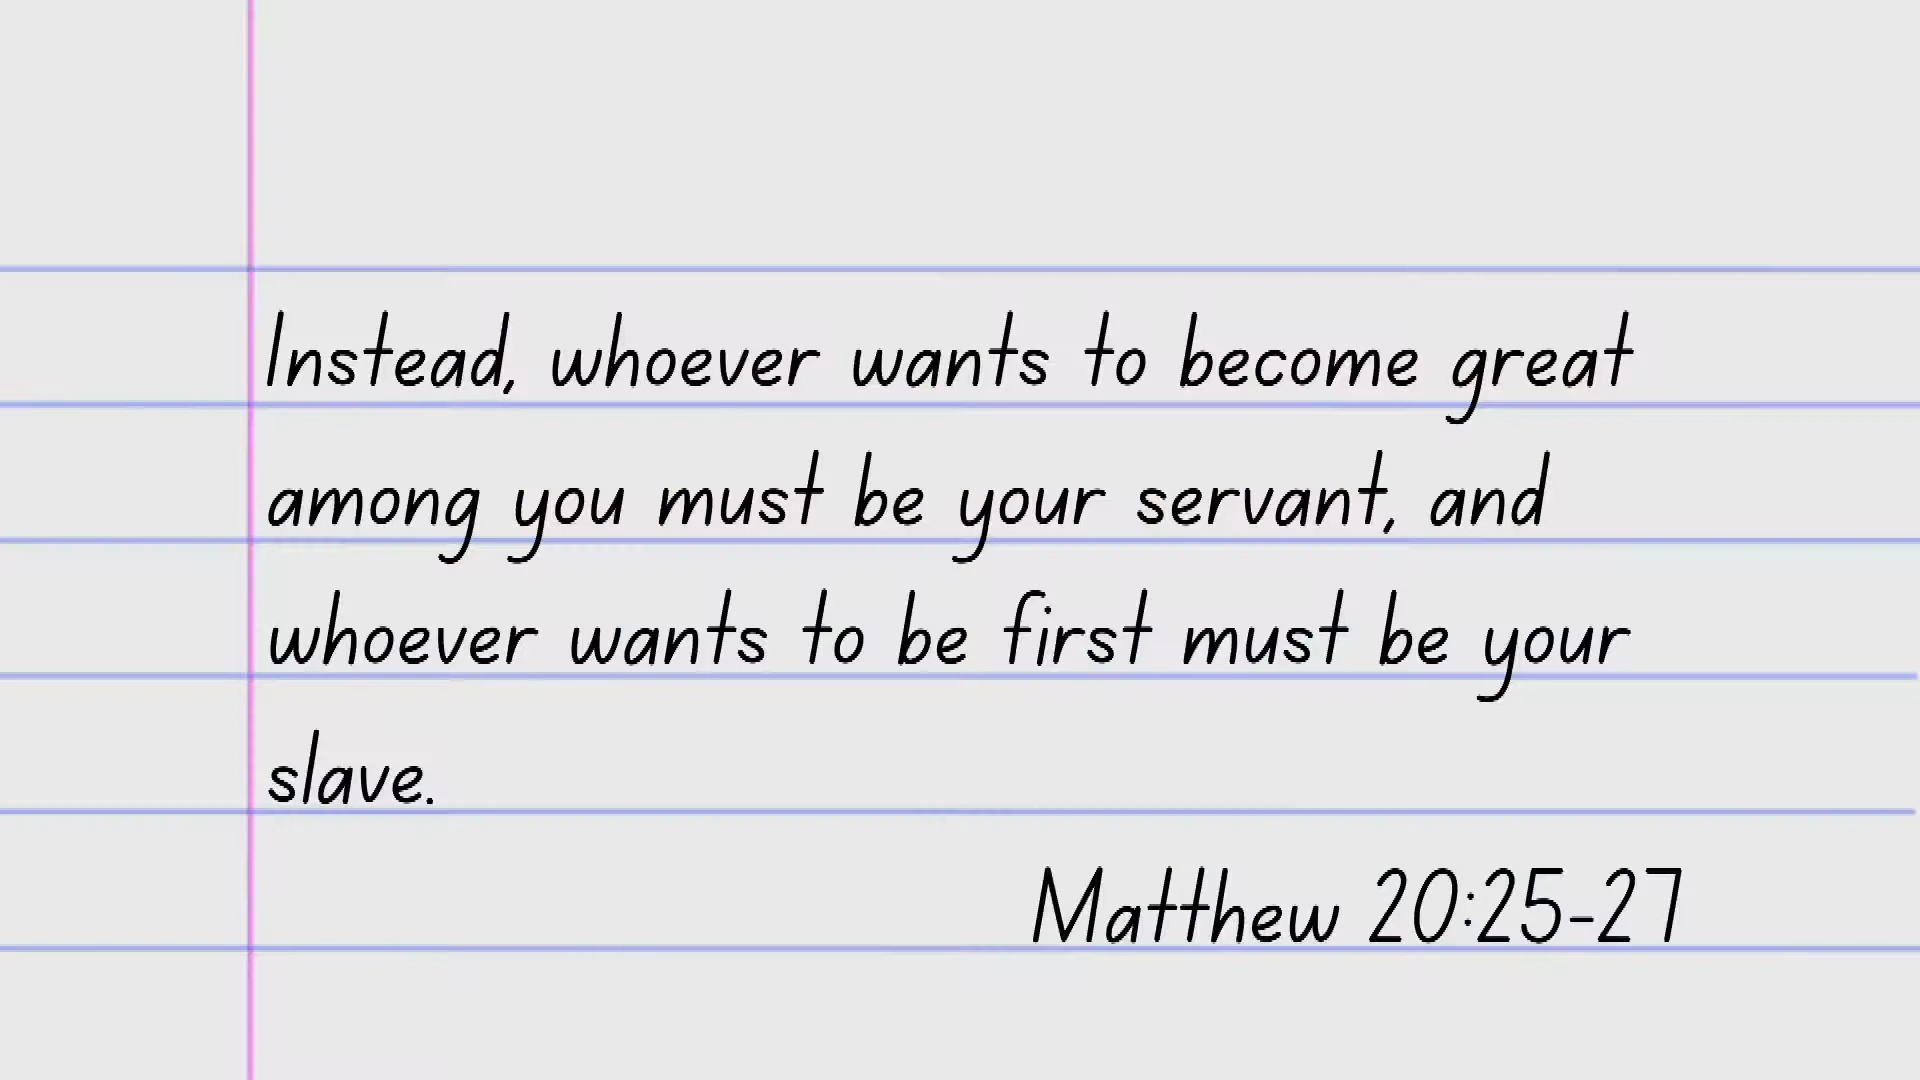 Instead, whoever wants to become great
among you must be your servant, and
whoever wants to be first must be your
slave.
Matthew 20:25-27